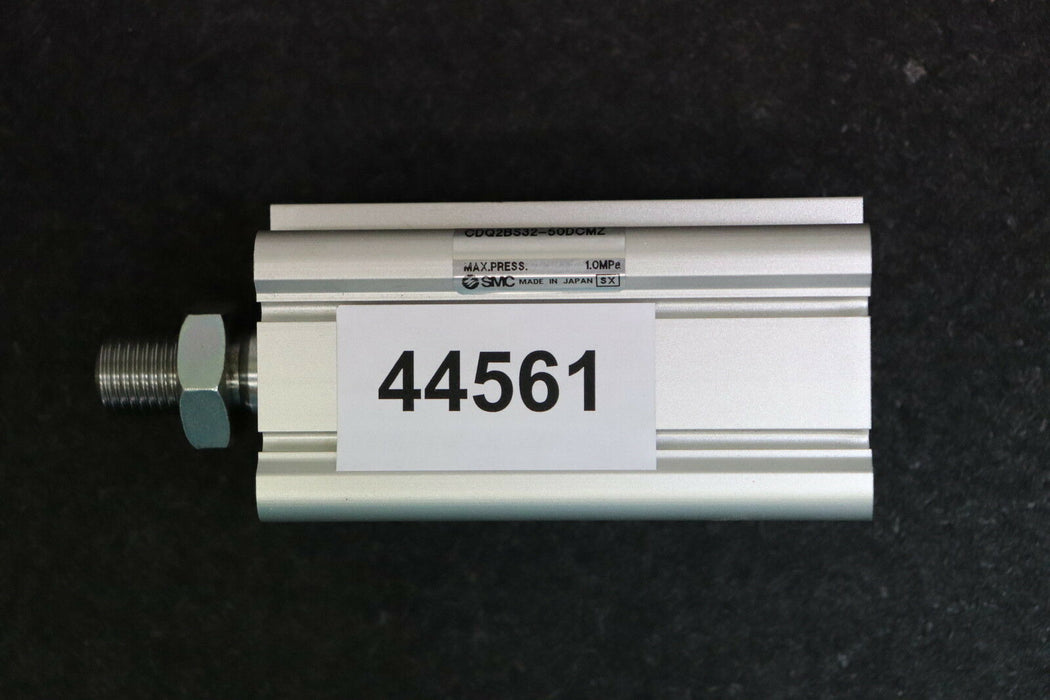 CDQ2BS32-50DCMZ
MAX.PRESS. 1.0MPa
SMC MADE IN JAPAN SX
44561